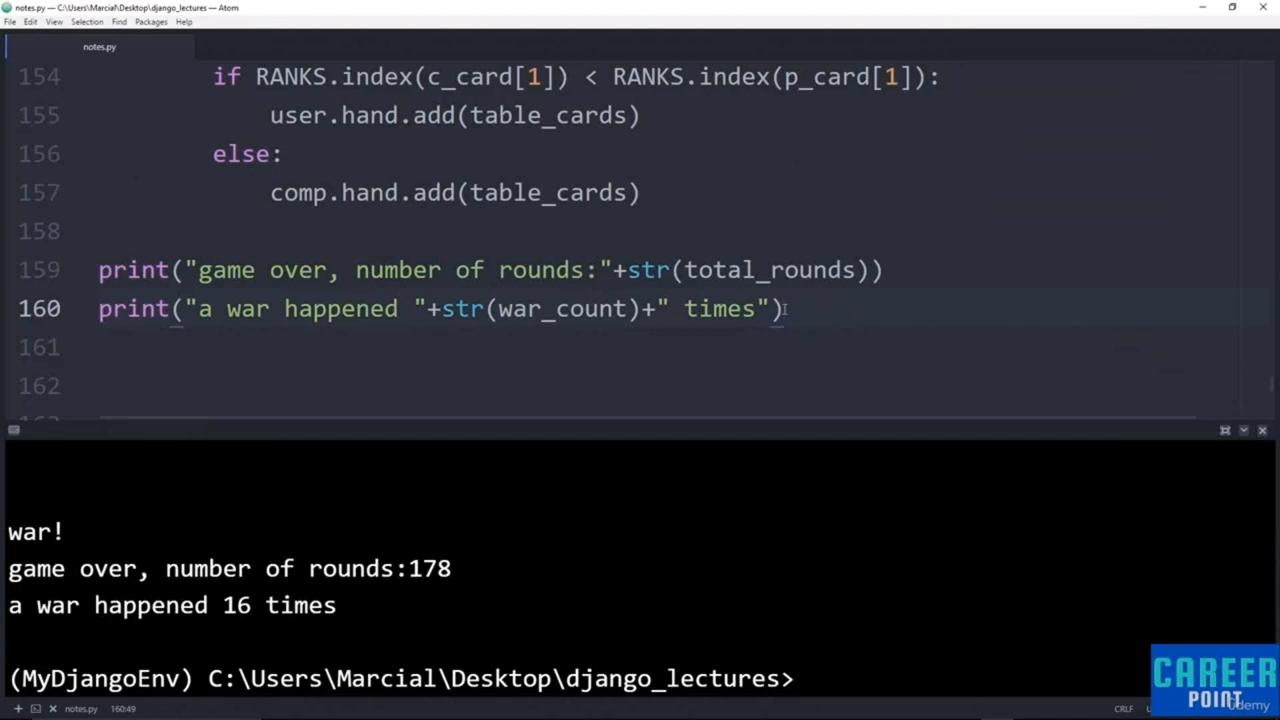 notes.py — C:\Users\Marcial\Desktop\django_lectures — Atom
File Edit View Selection Find Packages Help
notes.py
154 if RANKS.index(c_card[1]) < RANKS.index(p_card[1]):
155 user.hand.add(table_cards)
156 else:
157 comp.hand.add(table_cards)
158
159 print("game over, number of rounds:"+str(total_rounds))
160 print("a war happened "+str(war_count)+" times")
161
162
war!
game over, number of rounds:178
a war happened 16 times
(MyDjangoEnv) C:\Users\Marcial\Desktop\django_lectures>
CAREER
POINT
Udemy
notes.py 160:49 CRLF